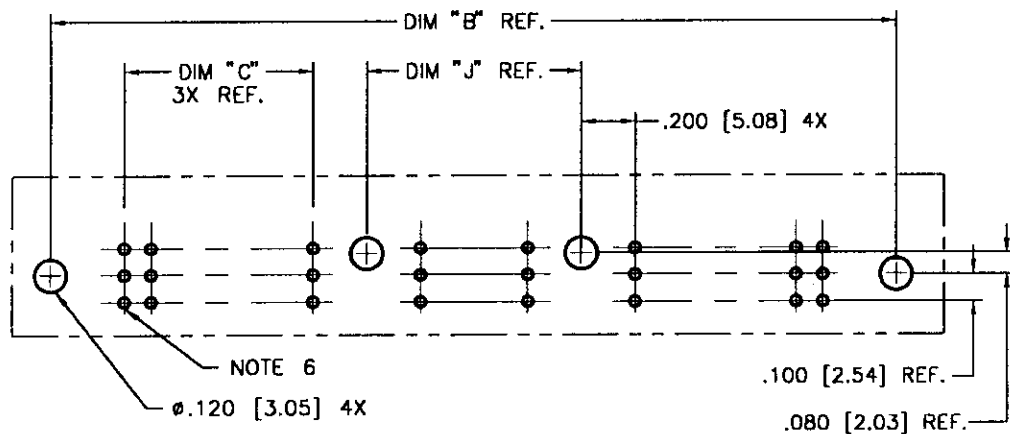 DIM "B" REF.
DIM "C"
3X REF.
DIM "J" REF.
.200 [5.08] 4X
NOTE 6
ø.120 [3.05] 4X
.100 [2.54] REF.
.080 [2.03] REF.